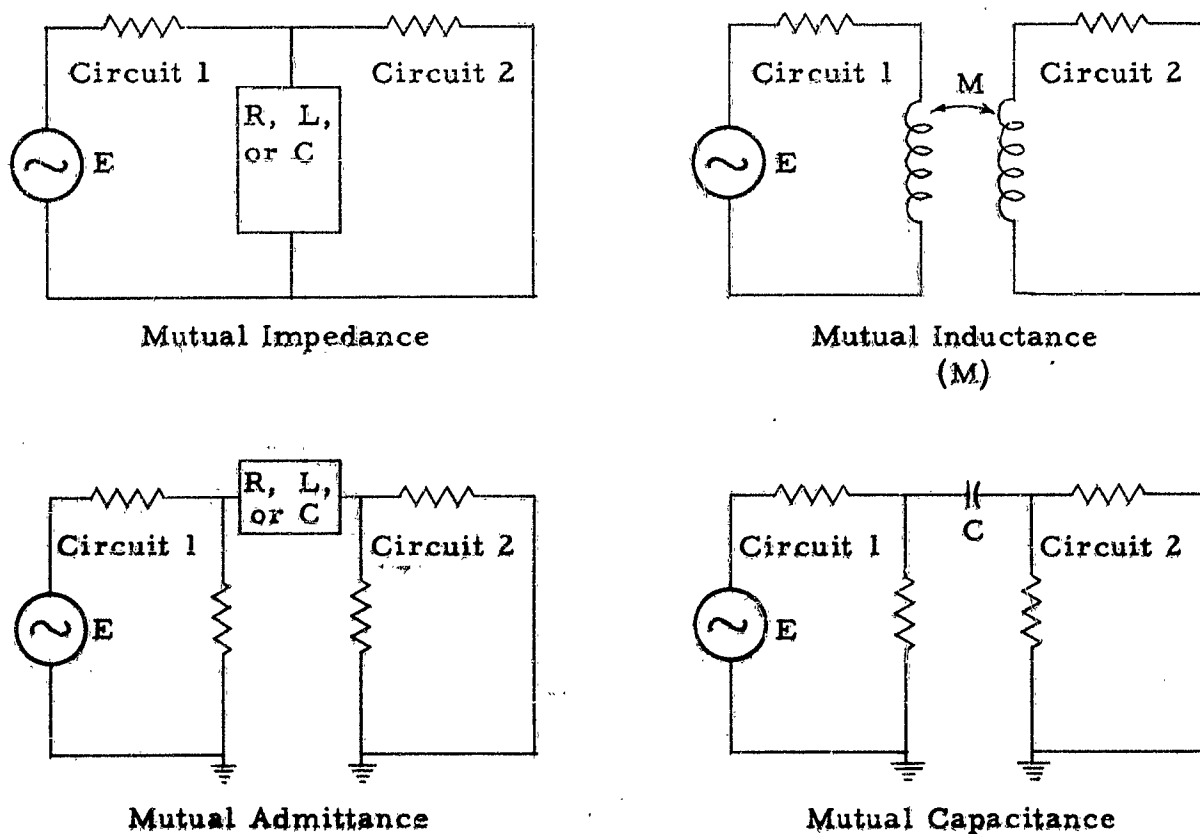 Circuit 1
Circuit 2
R, L,
or C
E
Mutual Impedance
Circuit 1
Circuit 2
M
E
Mutual Inductance
(M)
R, L,
or C
Circuit 1
Circuit 2
E
Mutual Admittance
C
Circuit 1
Circuit 2
E
Mutual Capacitance